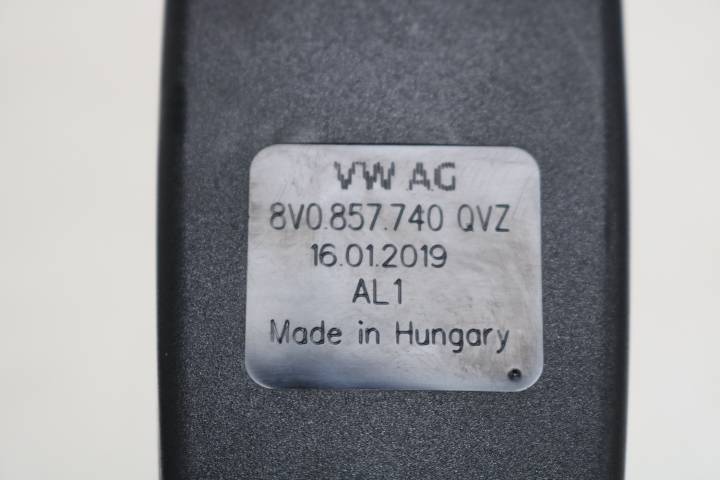 VW AG
8V0.857.740 QVZ
16.01.2019
AL1
Made in Hungary